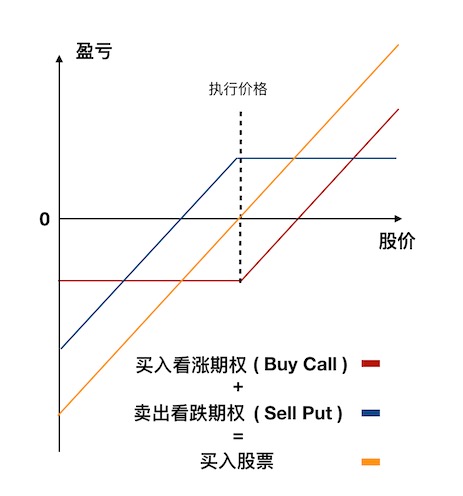 盈亏
执行价格
0
股价
买入看涨期权 ( Buy Call )
+
卖出看跌期权 ( Sell Put )
=
买入股票